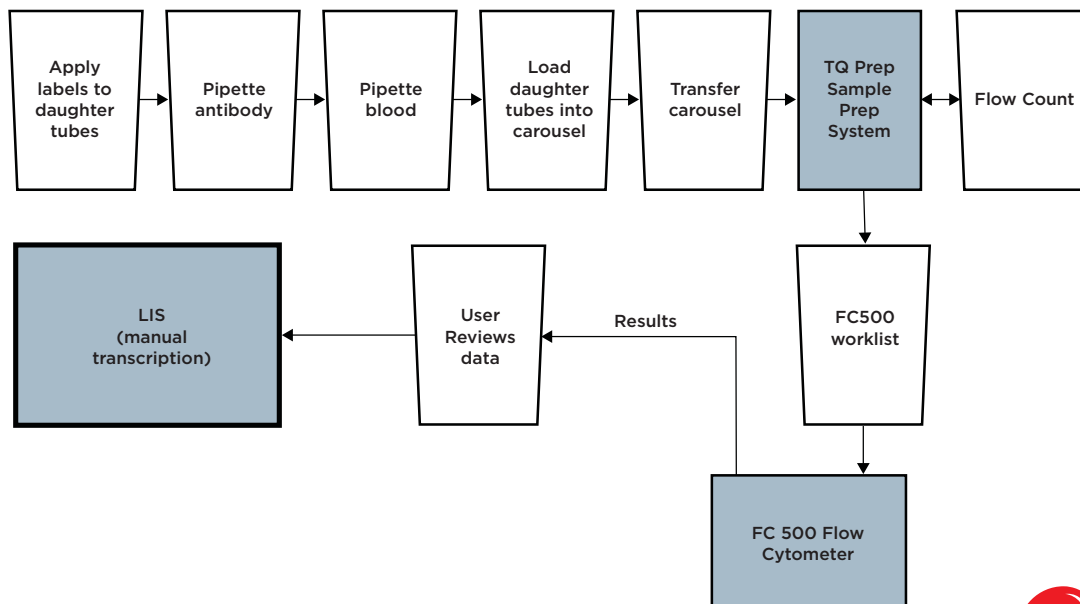 Apply
labels to
daughter
tubes
Pipette
antibody
Pipette
blood
Load
daughter
tubes into
carousel
Transfer
carousel
TQ Prep
Sample
Prep
System
Flow Count
LIS
(manual
transcription)
User
Reviews
data
Results
FC500
worklist
FC 500 Flow
Cytometer